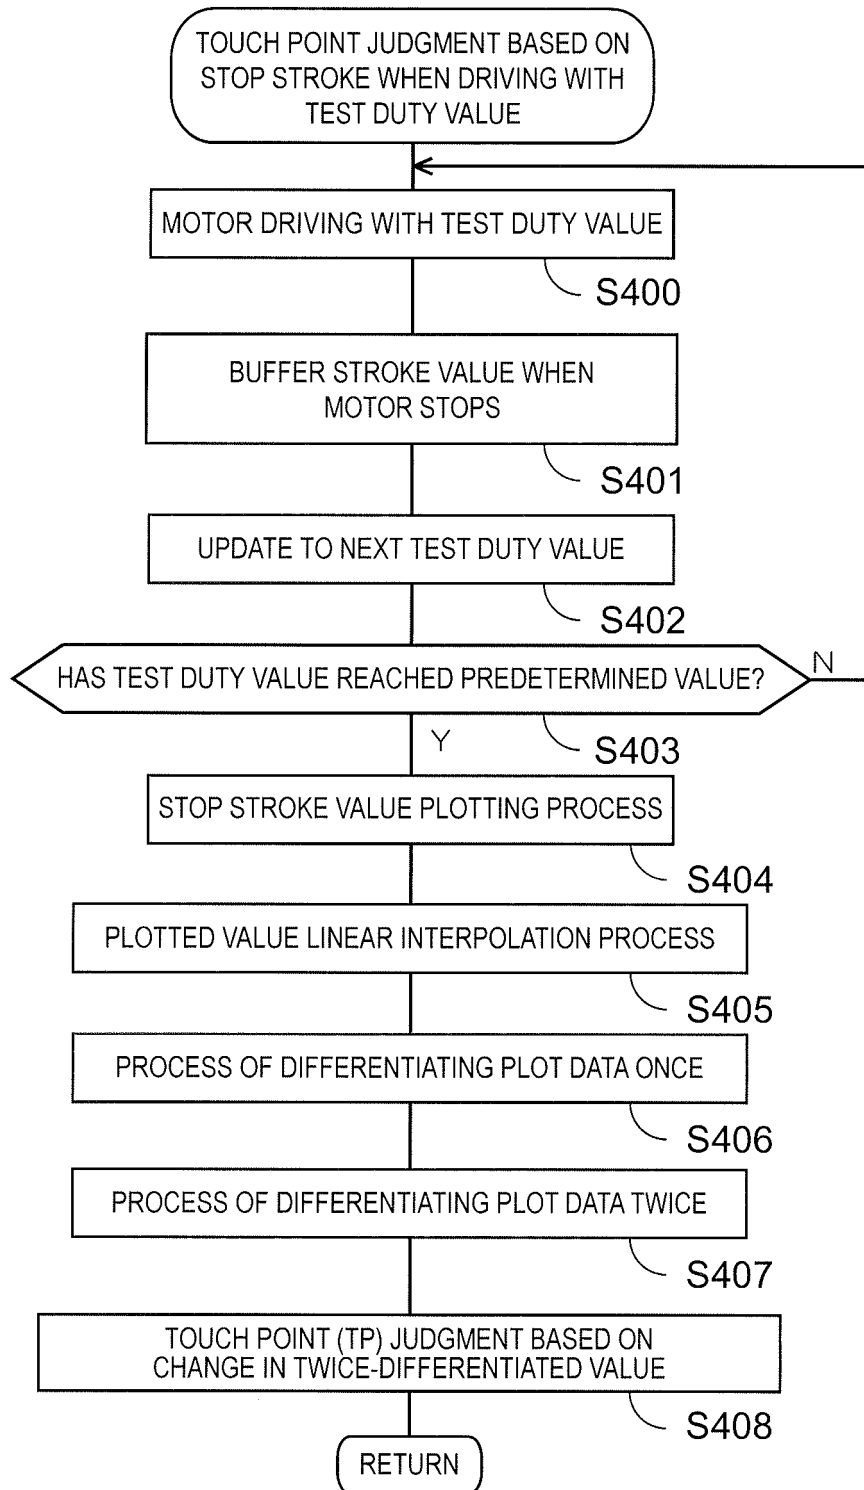 TOUCH POINT JUDGMENT BASED ON
STOP STROKE WHEN DRIVING WITH
TEST DUTY VALUE
MOTOR DRIVING WITH TEST DUTY VALUE
S400
BUFFER STROKE VALUE WHEN
MOTOR STOPS
S401
UPDATE TO NEXT TEST DUTY VALUE
S402
HAS TEST DUTY VALUE REACHED PREDETERMINED VALUE?
N
Y
S403
STOP STROKE VALUE PLOTTING PROCESS
S404
PLOTTED VALUE LINEAR INTERPOLATION PROCESS
S405
PROCESS OF DIFFERENTIATING PLOT DATA ONCE
S406
PROCESS OF DIFFERENTIATING PLOT DATA TWICE
S407
TOUCH POINT (TP) JUDGMENT BASED ON
CHANGE IN TWICE-DIFFERENTIATED VALUE
S408
RETURN